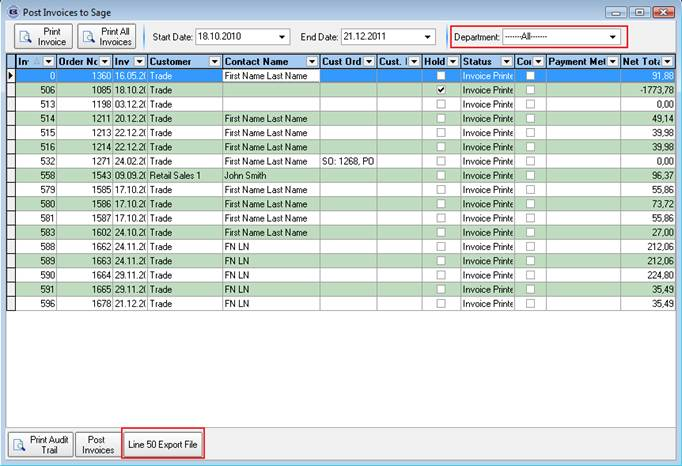 Post Invoices to Sage
Print Invoice
Print All Invoices
Start Date: 18.10.2010
End Date: 21.12.2011
Department: -------All-------
Order No Inv Customer Contact Name Cust Ord Cust. Hold Status Payment Met Net Tota
0 1360 16.05.20 Trade First Name Last Name Invoice Printe 91,88
506 1085 18.10.20 Trade Invoice Printe -1773,78
513 1198 03.12.20 Trade Invoice Printe 0,00
514 1211 20.12.20 Trade First Name Last Name Invoice Printe 49,14
515 1213 22.12.20 Trade First Name Last Name Invoice Printe 39,98
516 1214 22.12.20 Trade First Name Last Name Invoice Printe 39,98
532 1271 24.02.20 Trade First Name Last Name SO: 1268, PO Invoice Printe 0,00
558 1543 09.09.20 Retail Sales 1 John Smith Invoice Printe 96,37
579 1585 17.10.20 Trade First Name Last Name Invoice Printe 55,86
580 1586 17.10.20 Trade First Name Last Name Invoice Printe 73,72
581 1587 17.10.20 Trade First Name Last Name Invoice Printe 55,86
583 1602 24.10.20 Trade First Name Last Name Invoice Printe 27,00
588 1662 24.11.20 Trade FN LN Invoice Printe 212,06
589 1663 24.11.20 Trade FN LN Invoice Printe 212,06
590 1664 29.11.20 Trade FN LN Invoice Printe 224,80
591 1665 29.11.20 Trade FN LN Invoice Printe 35,49
596 1678 21.12.20 Trade FN LN Invoice Printe 35,49
Print Audit Trail
Post Invoices
Line 50 Export File